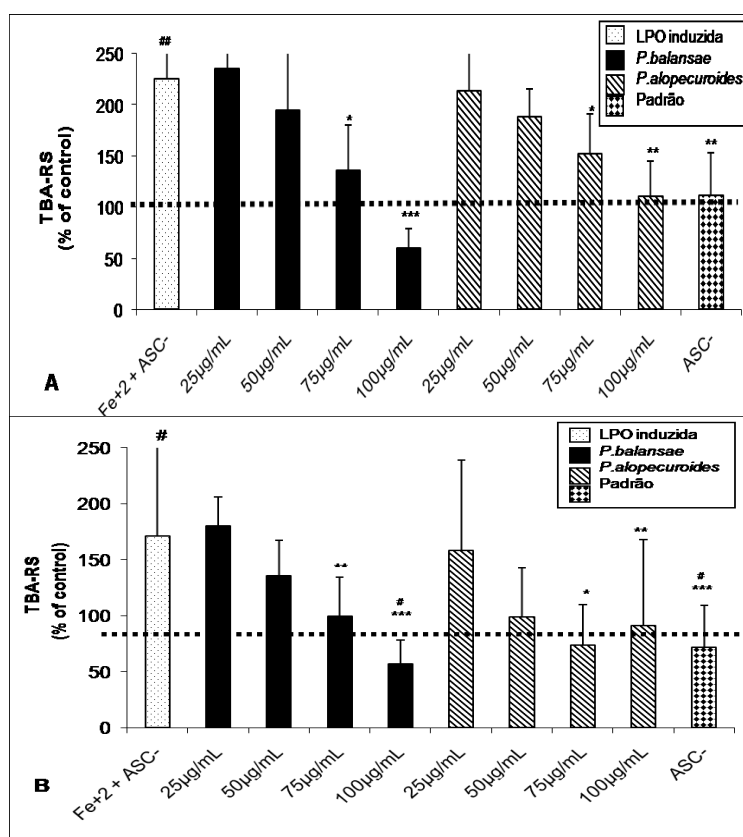 LPO induzida
P.balansae
P.alopecuroides
Padrão
TBA-RS
(% of control)
250
200
150
100
50
0
##
*
***
*
**
**
Fe+2 + ASC-
25µg/mL
50µg/mL
75µg/mL
100µg/mL
25µg/mL
50µg/mL
75µg/mL
100µg/mL
ASC-
A
LPO induzida
P.balansae
P.alopecuroides
Padrão
TBA-RS
(% of control)
250
200
150
100
50
0
#
**
#
***
*
**
#
***
Fe+2 + ASC-
25µg/mL
50µg/mL
75µg/mL
100µg/mL
25µg/mL
50µg/mL
75µg/mL
100µg/mL
ASC-
B